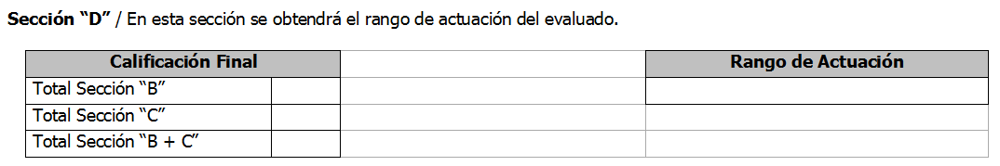 Sección “D” / En esta sección se obtendrá el rango de actuación del evaluado.
Calificación Final
Rango de Actuación
Total Sección “B”
Total Sección “C”
Total Sección “B + C”